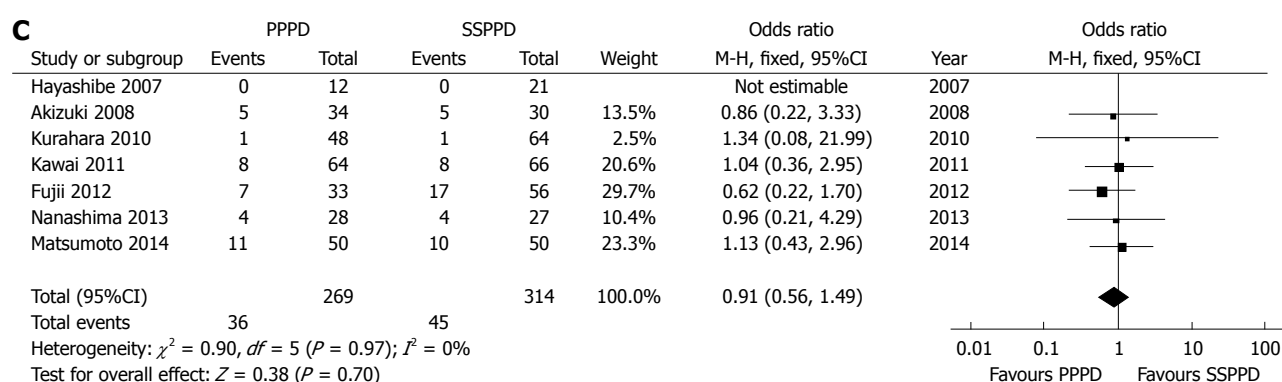 C
PPPD SSPPD Odds ratio Odds ratio
Study or subgroup Events Total Events Total Weight M-H, fixed, 95%CI Year M-H, fixed, 95%CI
Hayashibe 2007 0 12 0 21 Not estimable 2007
Akizuki 2008 5 34 5 30 13.5% 0.86 (0.22, 3.33) 2008
Kurahara 2010 1 48 1 64 2.5% 1.34 (0.08, 21.99) 2010
Kawai 2011 8 64 8 66 20.6% 1.04 (0.36, 2.95) 2011
Fujii 2012 7 33 17 56 29.7% 0.62 (0.22, 1.70) 2012
Nanashima 2013 4 28 4 27 10.4% 0.96 (0.21, 4.29) 2013
Matsumoto 2014 11 50 10 50 23.3% 1.13 (0.43, 2.96) 2014
Total (95%CI) 269 314 100.0% 0.91 (0.56, 1.49)
Total events 36 45
Heterogeneity: χ² = 0.90, df = 5 (P = 0.97); I² = 0%
Test for overall effect: Z = 0.38 (P = 0.70)
0.01 0.1 1 10 100
Favours PPPD Favours SSPPD